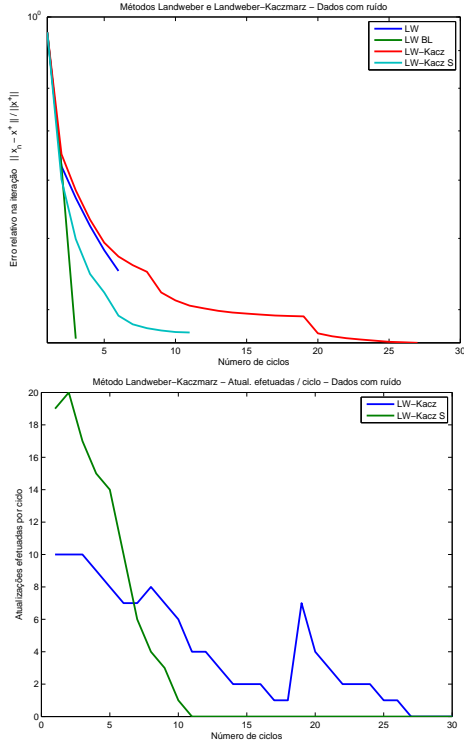 Métodos Landweber e Landweber−Kaczmarz − Dados com ruído
10⁰
LW
LW BL
LW−Kacz
LW−Kacz S
Erro relativo na iteração || xₙ − x⁺ || / ||x⁺||
5 10 15 20 25 30
Número de ciclos
Método Landweber−Kaczmarz − Atual. efetuadas / ciclo − Dados com ruído
20
18
16
14
12
10
8
6
4
2
0
LW−Kacz
LW−Kacz S
Atualizações efetuadas por ciclo
0 5 10 15 20 25 30
Número de ciclos